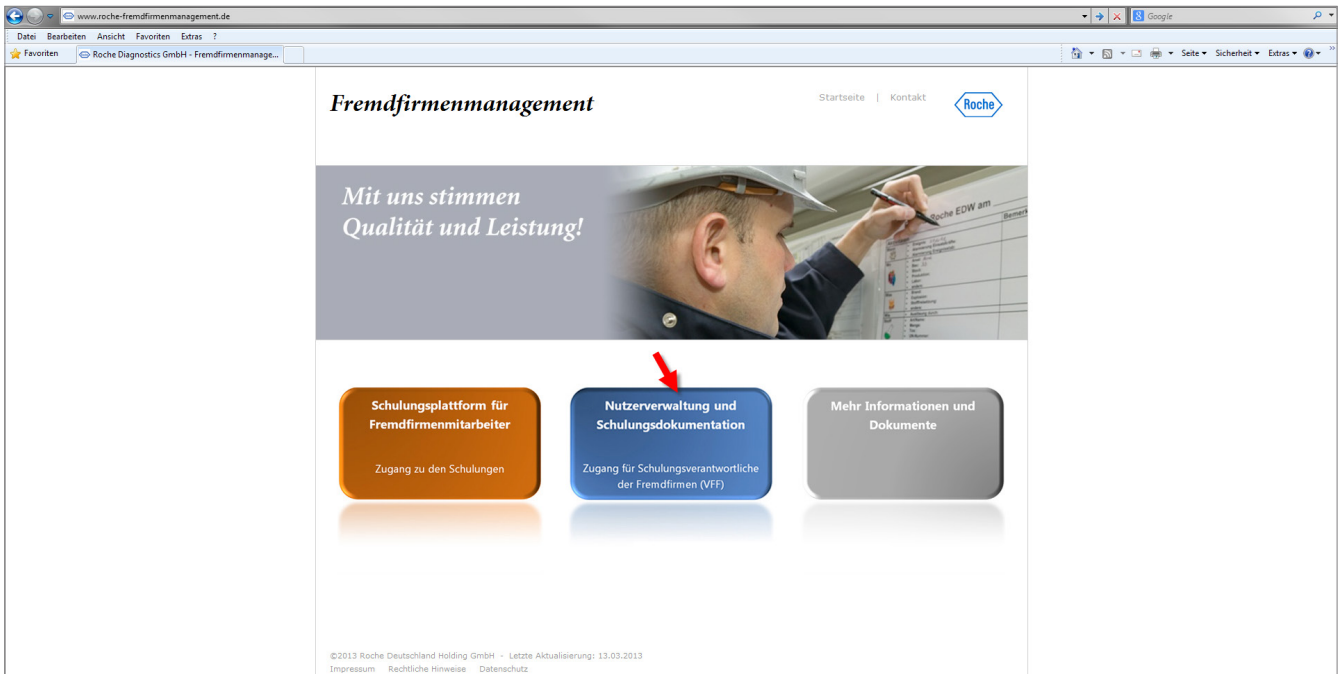 www.roche-fremdfirmenmanagement.de
Google
Datei Bearbeiten Ansicht Favoriten Extras ?
Favoriten Roche Diagnostics GmbH - Fremdfirmenmanage... Seite Sicherheit Extras
Fremdfirmenmanagement
Startseite | Kontakt
Roche
Mit uns stimmen
Qualität und Leistung!
Roche EDW am
Schulungsplattform für
Fremdfirmenmitarbeiter
Zugang zu den Schulungen
Nutzerverwaltung und
Schulungsdokumentation
Zugang für Schulungsverantwortliche
der Fremdfirmen (VFF)
Mehr Informationen und
Dokumente
©2013 Roche Deutschland Holding GmbH - Letzte Aktualisierung: 13.03.2013
Impressum Rechtliche Hinweise Datenschutz